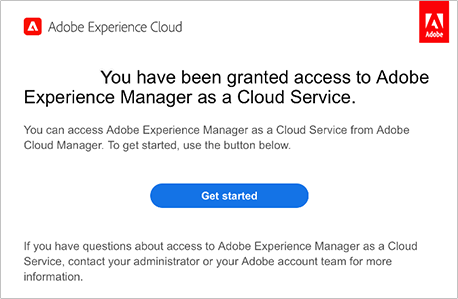 Adobe Experience Cloud
Adobe
You have been granted access to Adobe
Experience Manager as a Cloud Service.
You can access Adobe Experience Manager as a Cloud Service from Adobe
Cloud Manager. To get started, use the button below.
Get started
If you have questions about access to Adobe Experience Manager as a Cloud
Service, contact your administrator or your Adobe account team for more
information.